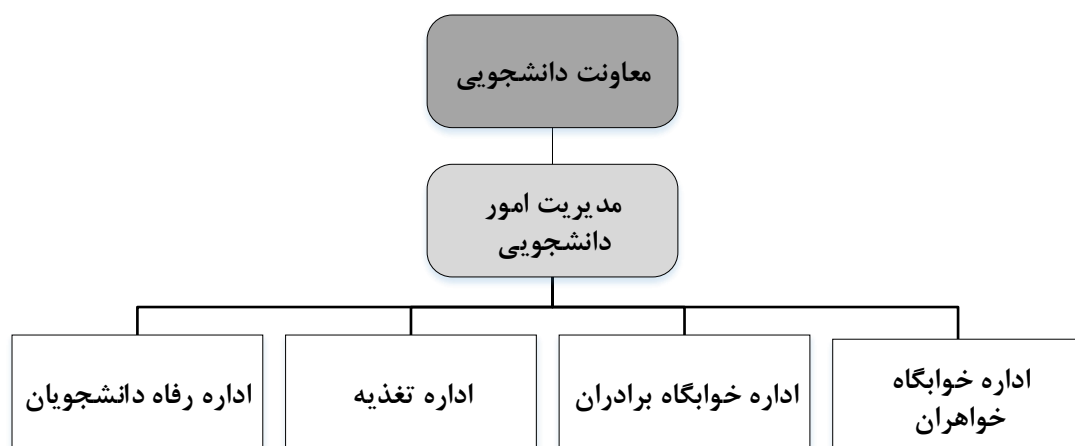 معاونت دانشجویی
مدیریت امور
دانشجویی
اداره خوابگاه
خواهران
اداره خوابگاه برادران
اداره تغذیه
اداره رفاه دانشجویان